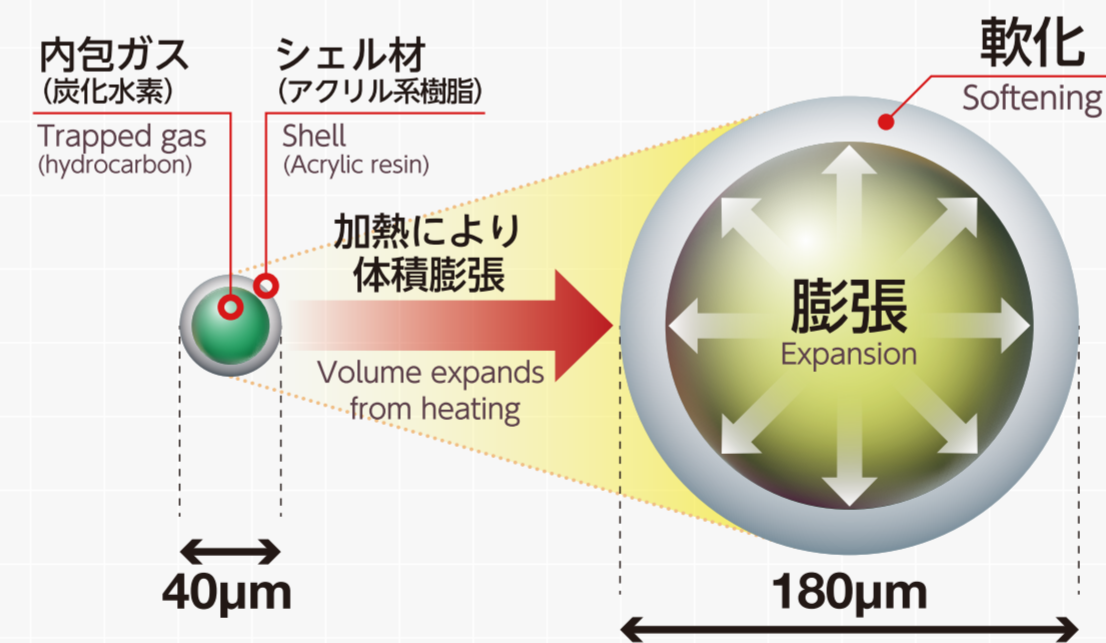 内包ガス
(炭化水素)
Trapped gas
(hydrocarbon)
シェル材
(アクリル系樹脂)
Shell
(Acrylic resin)
軟化
Softening
加熱により
体積膨張
Volume expands
from heating
膨張
Expansion
40μm
180μm